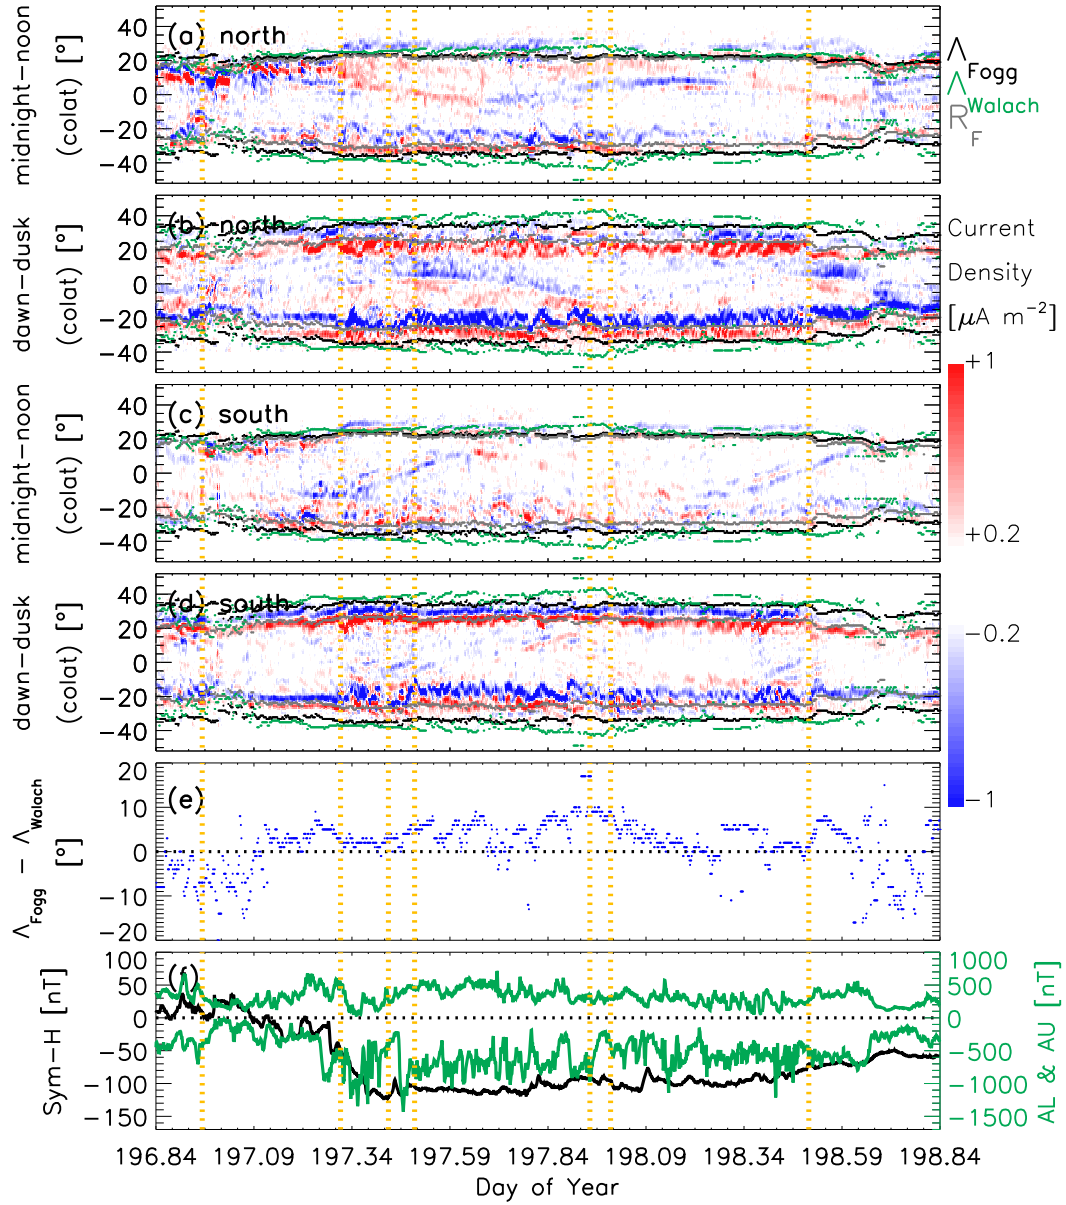 (a) north
midnight−noon
(colat) [°]
40
20
0
−20
−40
Λ Fogg
Λ Walach
R F
(b) north
dawn−dusk
(colat) [°]
40
20
0
−20
−40
Current
Density
[μA m⁻²]
+1
+0.2
−0.2
−1
(c) south
midnight−noon
(colat) [°]
40
20
0
−20
−40
(d) south
dawn−dusk
(colat) [°]
40
20
0
−20
−40
(e)
Λ Fogg − Λ Walach
[°]
20
10
0
−10
−20
(f)
Sym−H [nT]
100
50
0
−50
−100
−150
1000
500
0
−500
−1000
−1500
AL & AU [nT]
196.84 197.09 197.34 197.59 197.84 198.09 198.34 198.59 198.84
Day of Year